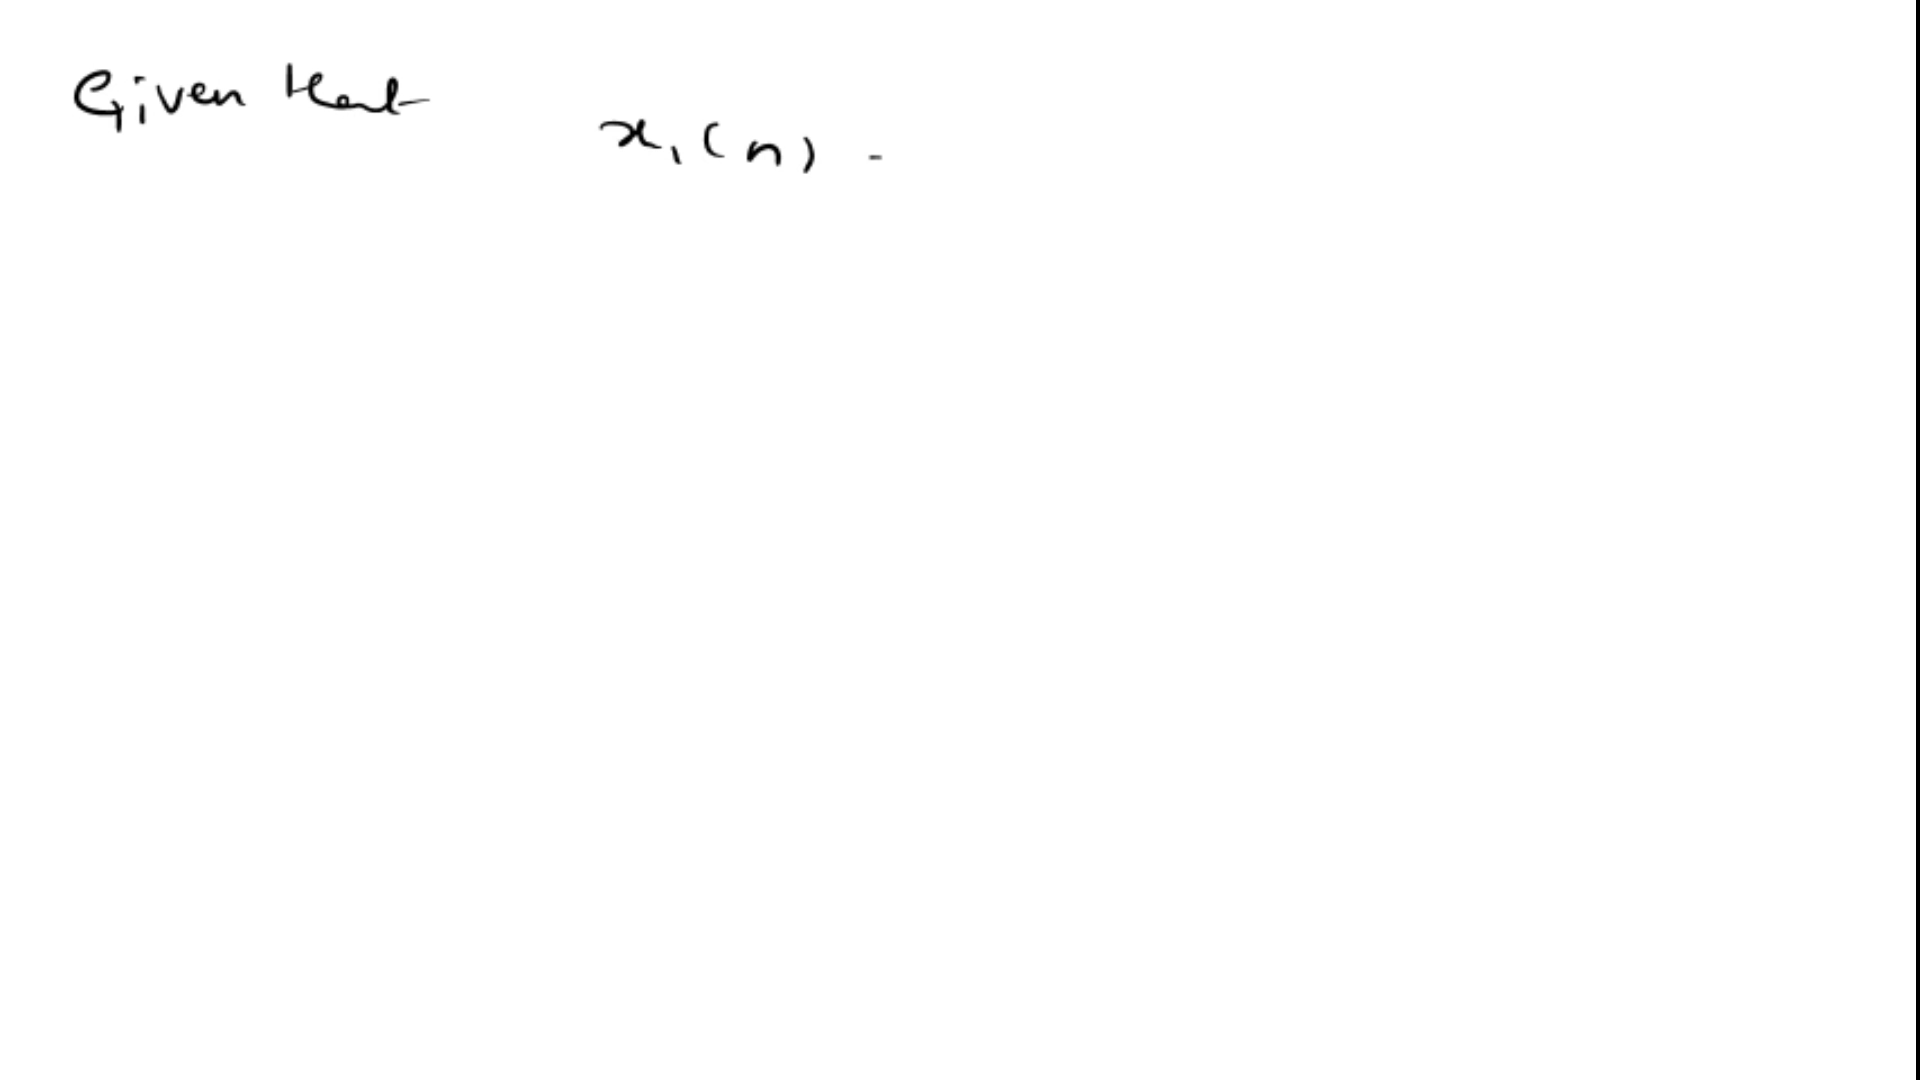 Given that
x₁(n) -